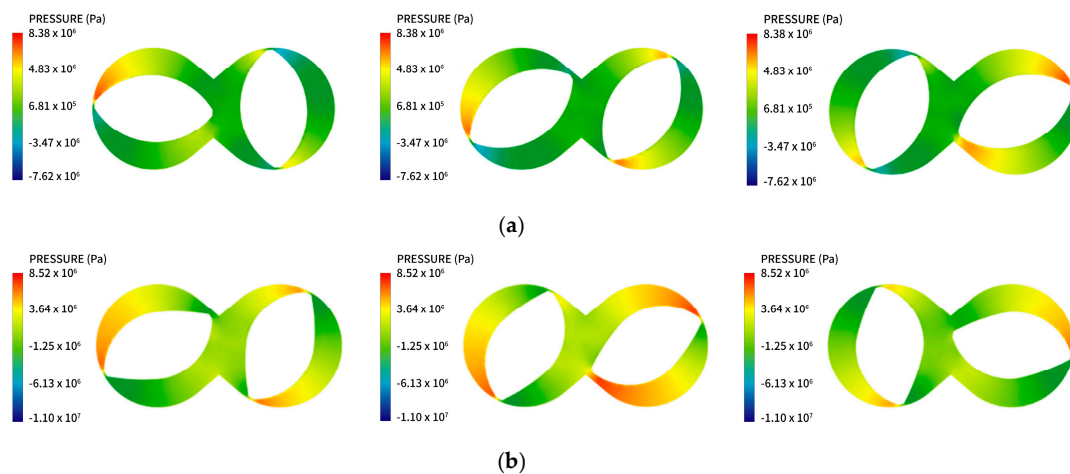 PRESSURE (Pa)
8.38 x 10⁶
4.83 x 10⁶
6.81 x 10⁵
-3.47 x 10⁶
-7.62 x 10⁶
PRESSURE (Pa)
8.38 x 10⁶
4.83 x 10⁶
6.81 x 10⁵
-3.47 x 10⁶
-7.62 x 10⁶
PRESSURE (Pa)
8.38 x 10⁶
4.83 x 10⁶
6.81 x 10⁵
-3.47 x 10⁶
-7.62 x 10⁶
(a)
PRESSURE (Pa)
8.52 x 10⁶
3.64 x 10⁶
-1.25 x 10⁶
-6.13 x 10⁶
-1.10 x 10⁷
PRESSURE (Pa)
8.52 x 10⁶
3.64 x 10⁶
-1.25 x 10⁶
-6.13 x 10⁶
-1.10 x 10⁷
PRESSURE (Pa)
8.52 x 10⁶
3.64 x 10⁶
-1.25 x 10⁶
-6.13 x 10⁶
-1.10 x 10⁷
(b)